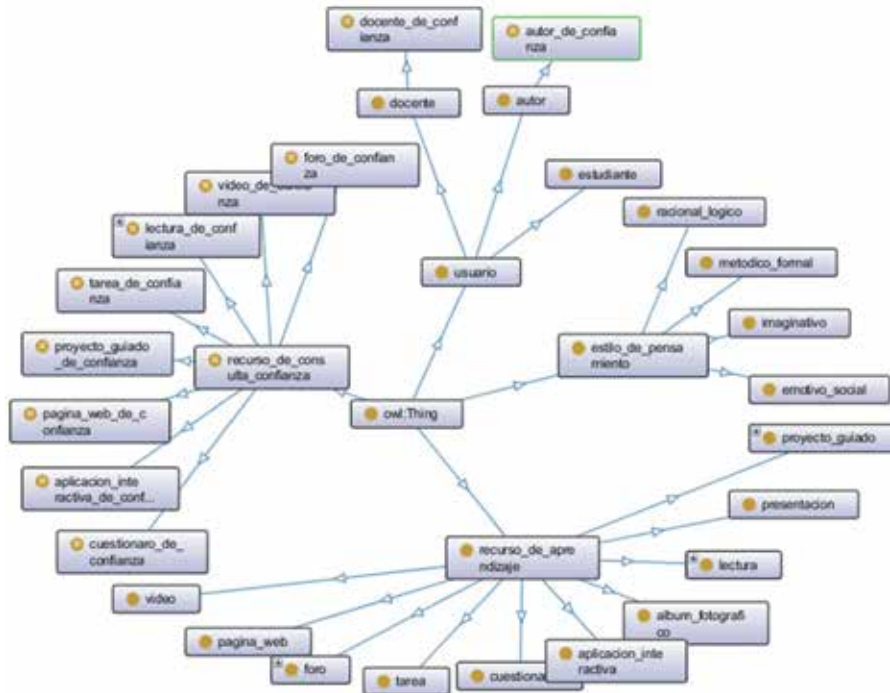 docente_de_conf
ianza
autor_de_confia
nza
docente
autor
foro_de_confian
za
estudiante
nza
racional_logico
lectura_de_conf
ianza
metodico_formal
usuario
tarea_de_confia
nza
imaginativo
proyecto_guiado
_de_confianza
recurso_de_cons
ulta_confianza
estilo_de_pensa
miento
emotivo_social
pagina_web_de_c
onfianza
owl:Thing
proyecto_guiado
aplicacion_inte
ractiva_de_conf...
presentacion
cuestionaro_de_
confianza
recurso_de_apre
ndizaje
lectura
video
album_fotografi
co
pagina_web
aplicacion_inte
ractiva
foro
tarea